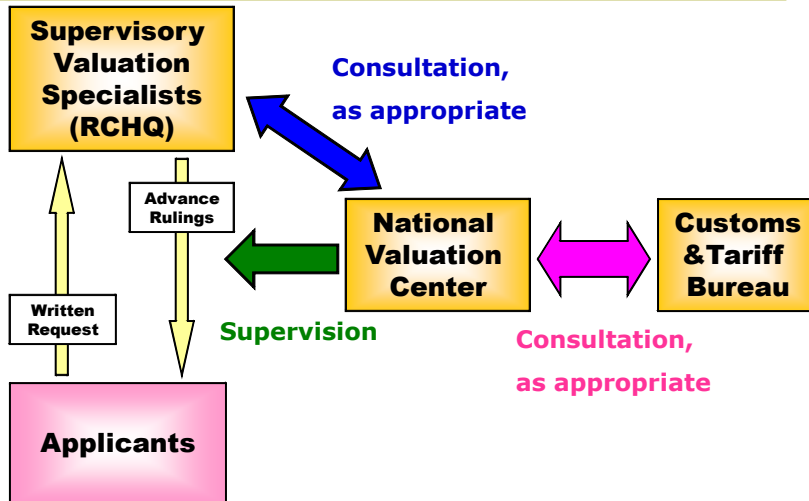 Supervisory
Valuation
Specialists
(RCHQ)
Consultation,
as appropriate
Advance
Rulings
National
Valuation
Center
Customs
&Tariff
Bureau
Written
Request
Supervision
Consultation,
as appropriate
Applicants